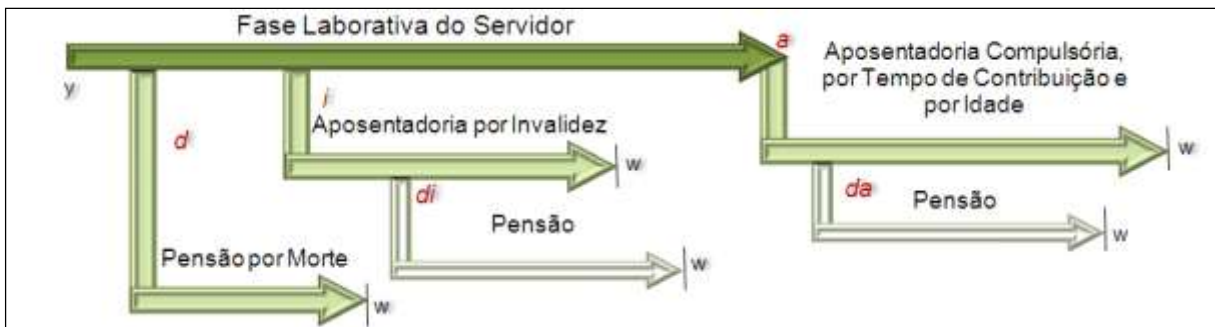 Fase Laborativa do Servidor
a
Aposentadoria Compulsória,
por Tempo de Contribuição e
por Idade
y
i
d
Aposentadoria por Invalidez
w
w
di
da
Pensão
Pensão
w
Pensão por Morte
w
w